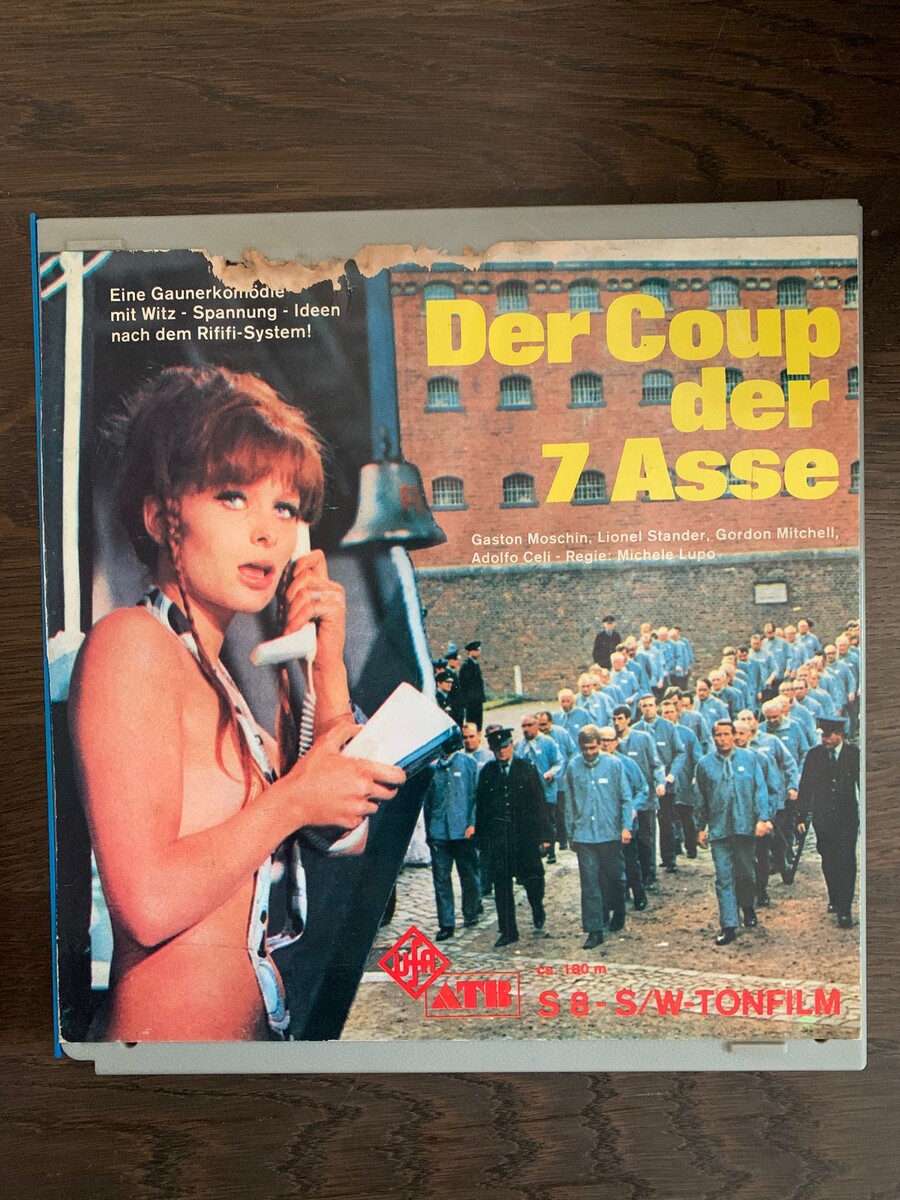 Eine Gaunerkomödie
mit Witz - Spannung - Ideen
nach dem Rififi-System!
Der Coup
der
7 Asse
Gaston Moschin, Lionel Stander, Gordon Mitchell,
Adolfo Celi - Regie: Michele Lupo
UFA
ATB
ca. 180 m
S 8 - S/W-TONFILM